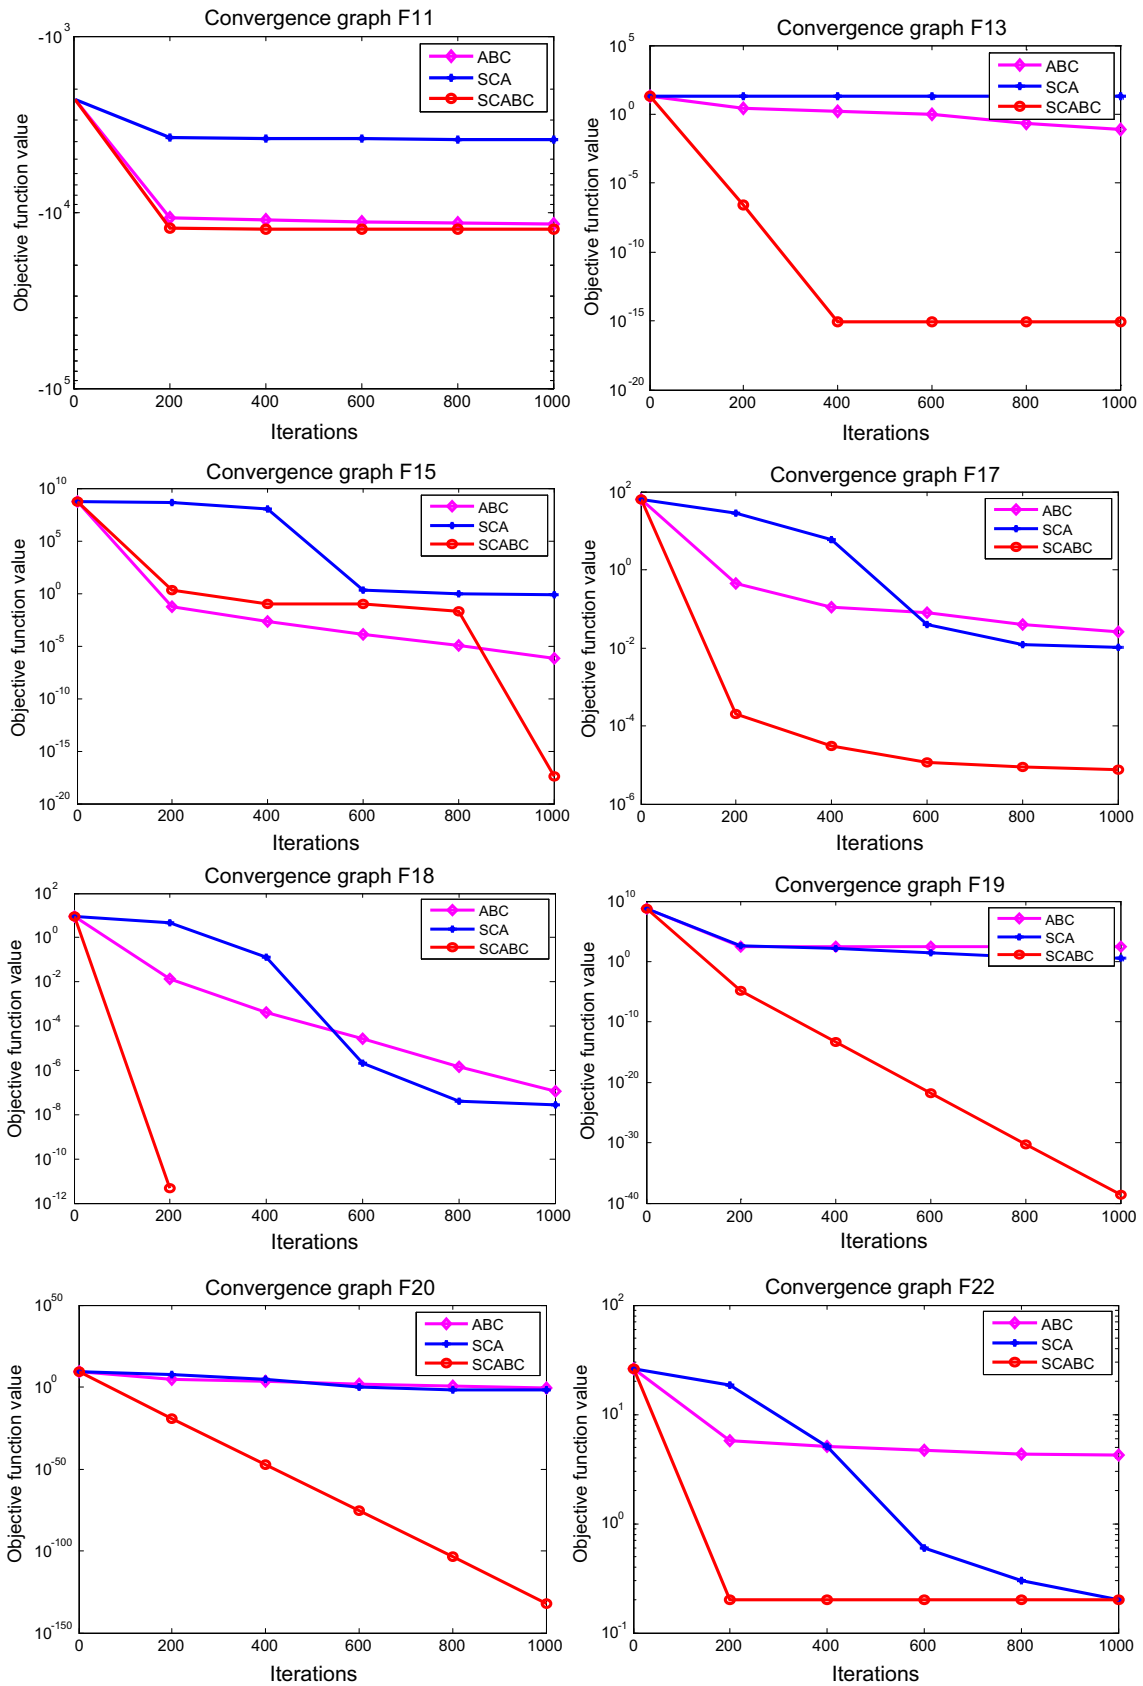 Convergence graph F11
-10^3
-10^4
-10^5
0 200 400 600 800 1000
Objective function value
Iterations
ABC
SCA
SCABC
Convergence graph F13
10^5
10^0
10^-5
10^-10
10^-15
10^-20
0 200 400 600 800 1000
Objective function value
Iterations
ABC
SCA
SCABC
Convergence graph F15
10^10
10^5
10^0
10^-5
10^-10
10^-15
10^-20
0 200 400 600 800 1000
Objective function value
Iterations
ABC
SCA
SCABC
Convergence graph F17
10^2
10^0
10^-2
10^-4
10^-6
0 200 400 600 800 1000
Objective function value
Iterations
ABC
SCA
SCABC
Convergence graph F18
10^2
10^0
10^-2
10^-4
10^-6
10^-8
10^-10
10^-12
0 200 400 600 800 1000
Objective function value
Iterations
ABC
SCA
SCABC
Convergence graph F19
10^10
10^0
10^-10
10^-20
10^-30
10^-40
0 200 400 600 800 1000
Objective function value
Iterations
ABC
SCA
SCABC
Convergence graph F20
10^50
10^0
10^-50
10^-100
10^-150
0 200 400 600 800 1000
Objective function value
Iterations
ABC
SCA
SCABC
Convergence graph F22
10^2
10^1
10^0
10^-1
0 200 400 600 800 1000
Objective function value
Iterations
ABC
SCA
SCABC